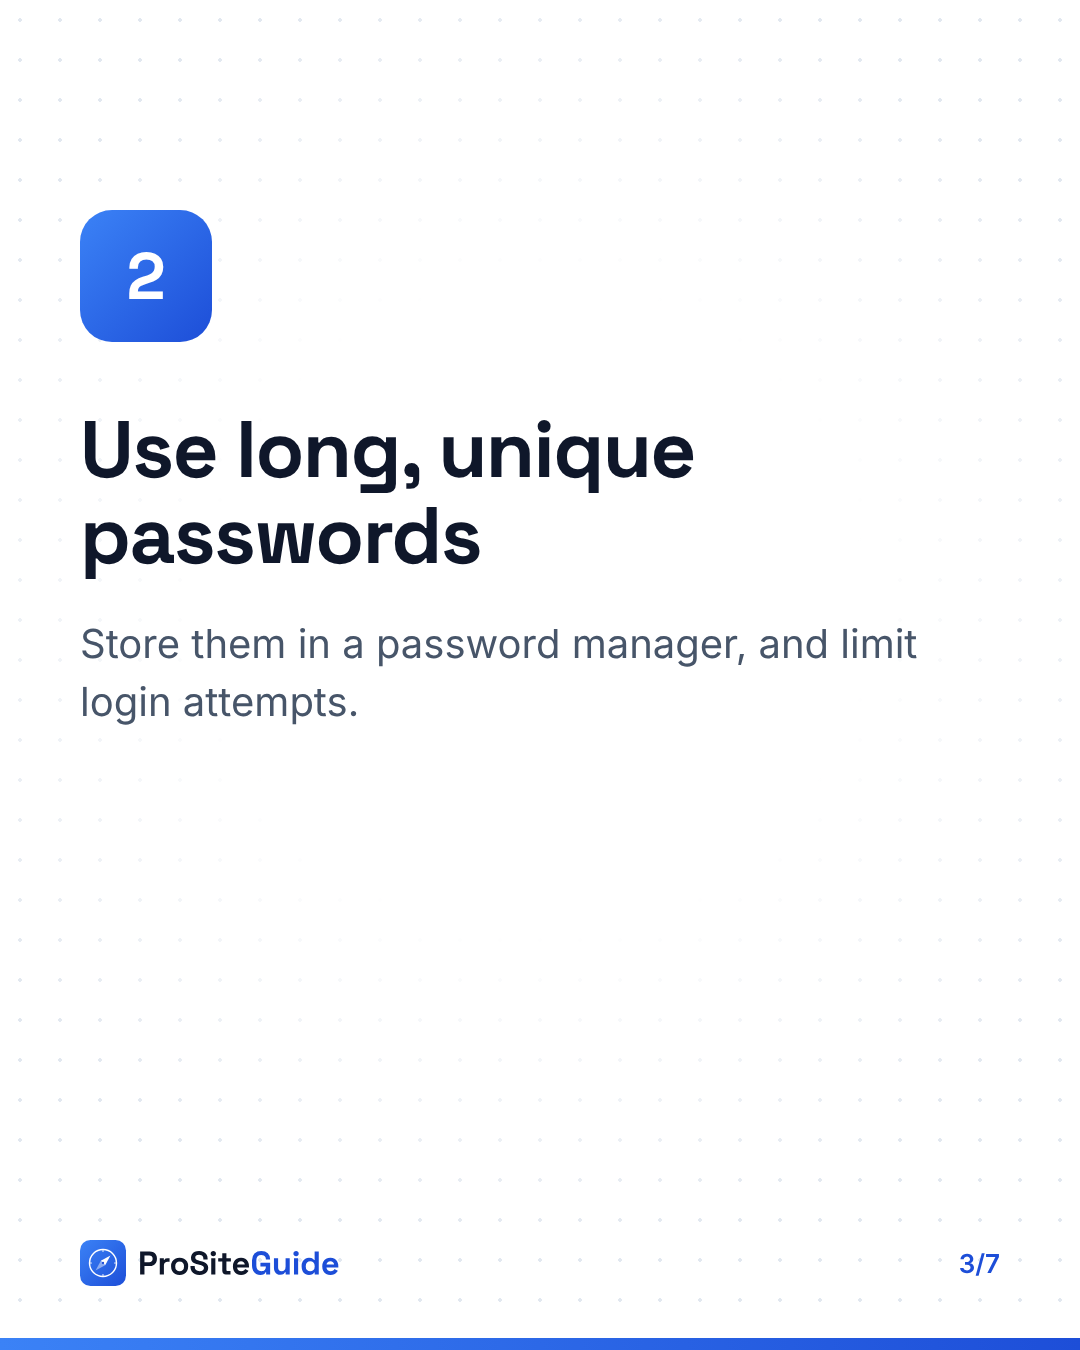 2
Use long, unique
passwords
Store them in a password manager, and limit
login attempts.
ProSiteGuide
3/7